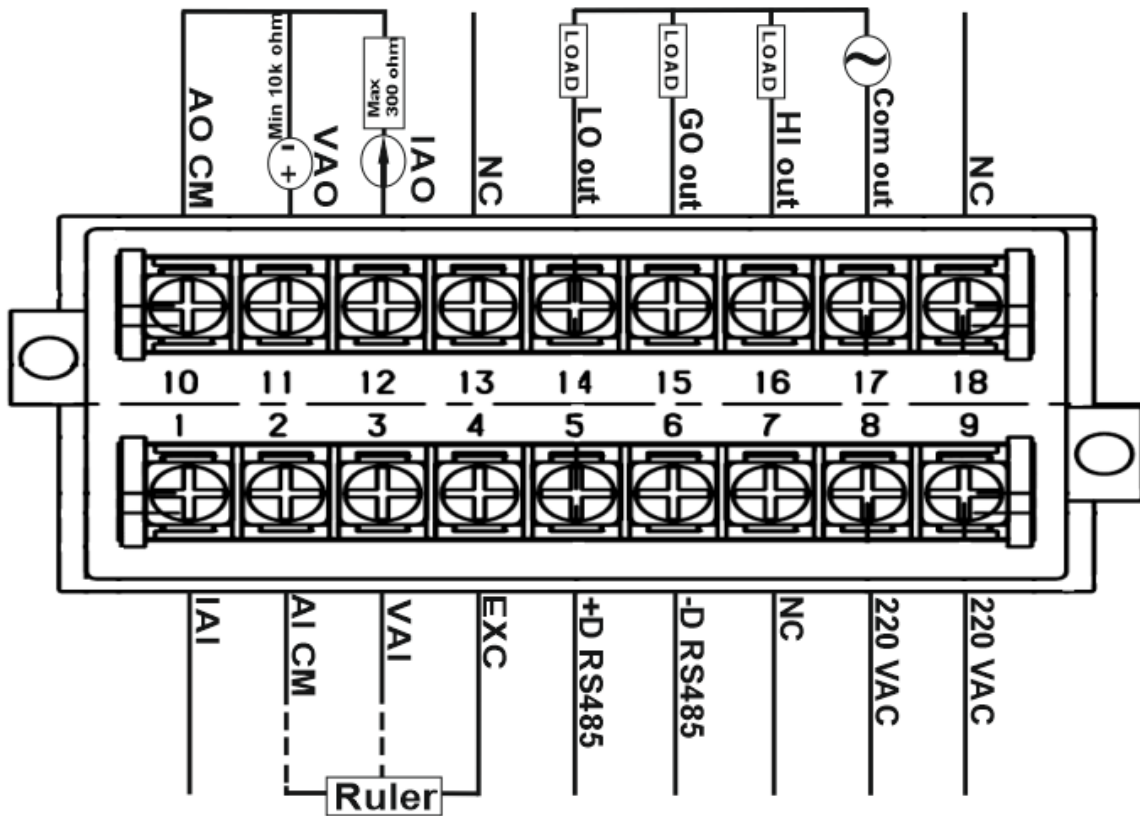 AO CM
Min 10k ohm
VAO
- +
Max
300 ohm
IAO
NC
LOAD
LO out
LOAD
GO out
LOAD
HI out
Com out
NC
10 11 12 13 14 15 16 17 18
1 2 3 4 5 6 7 8 9
IAI
AI CM
VAI
EXC
+D RS485
-D RS485
NC
220 VAC
220 VAC
Ruler